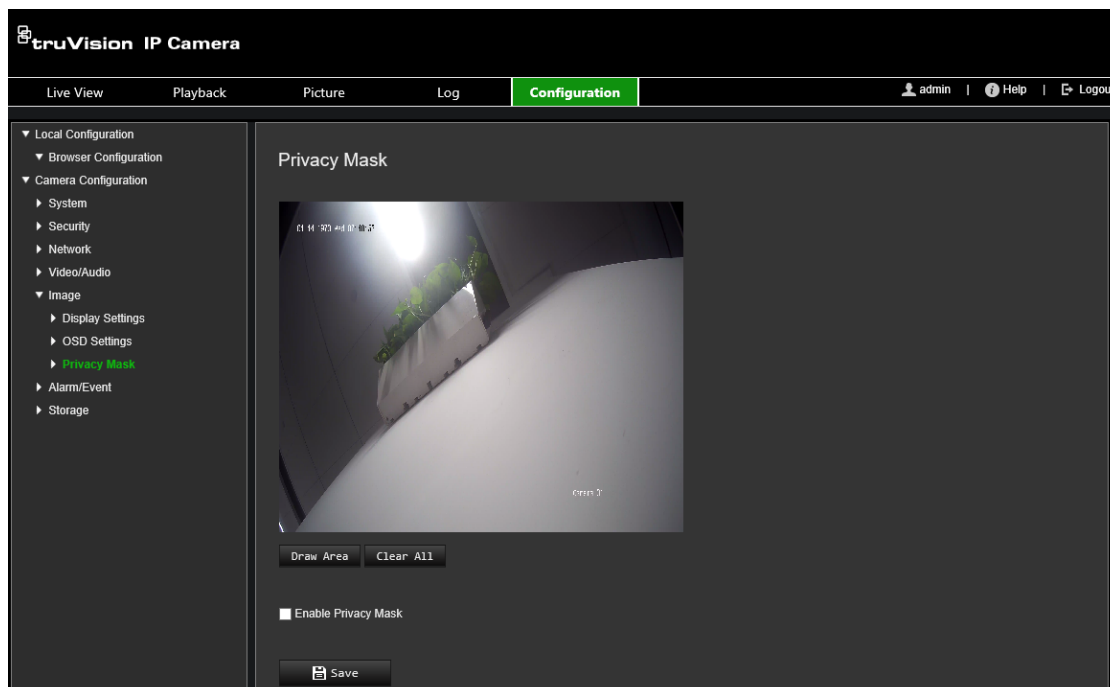 truVision IP Camera
Live View Playback Picture Log Configuration admin | Help | Logou
Local Configuration
Browser Configuration
Camera Configuration
System
Security
Network
Video/Audio
Image
Display Settings
OSD Settings
Privacy Mask
Alarm/Event
Storage
Privacy Mask
Camera 01
Draw Area Clear All
Enable Privacy Mask
Save